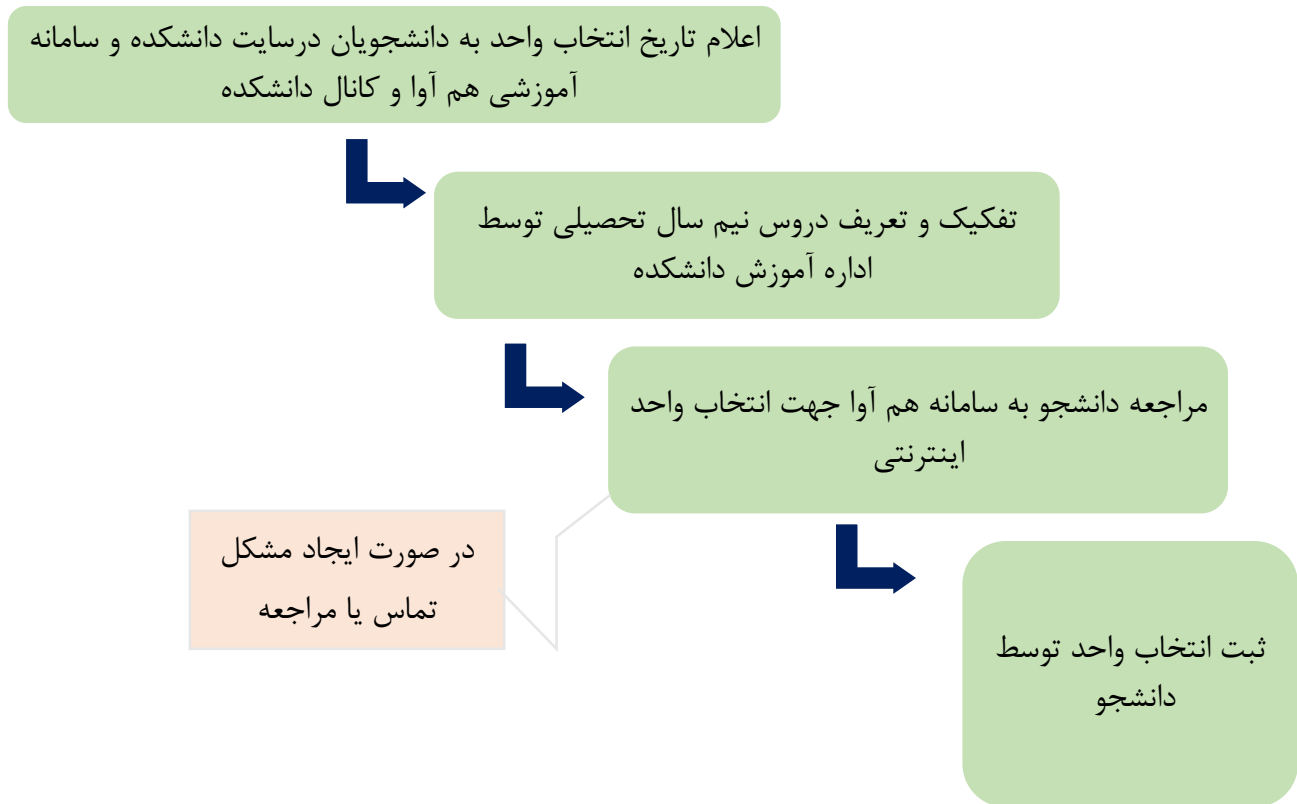 اعلام تاریخ انتخاب واحد به دانشجویان درسایت دانشکده و سامانه
آموزشی هم آوا و کانال دانشکده
تفکیک و تعریف دروس نیم سال تحصیلی توسط
اداره آموزش دانشکده
مراجعه دانشجو به سامانه هم آوا جهت انتخاب واحد
اینترنتی
در صورت ایجاد مشکل
تماس یا مراجعه
ثبت انتخاب واحد توسط
دانشجو